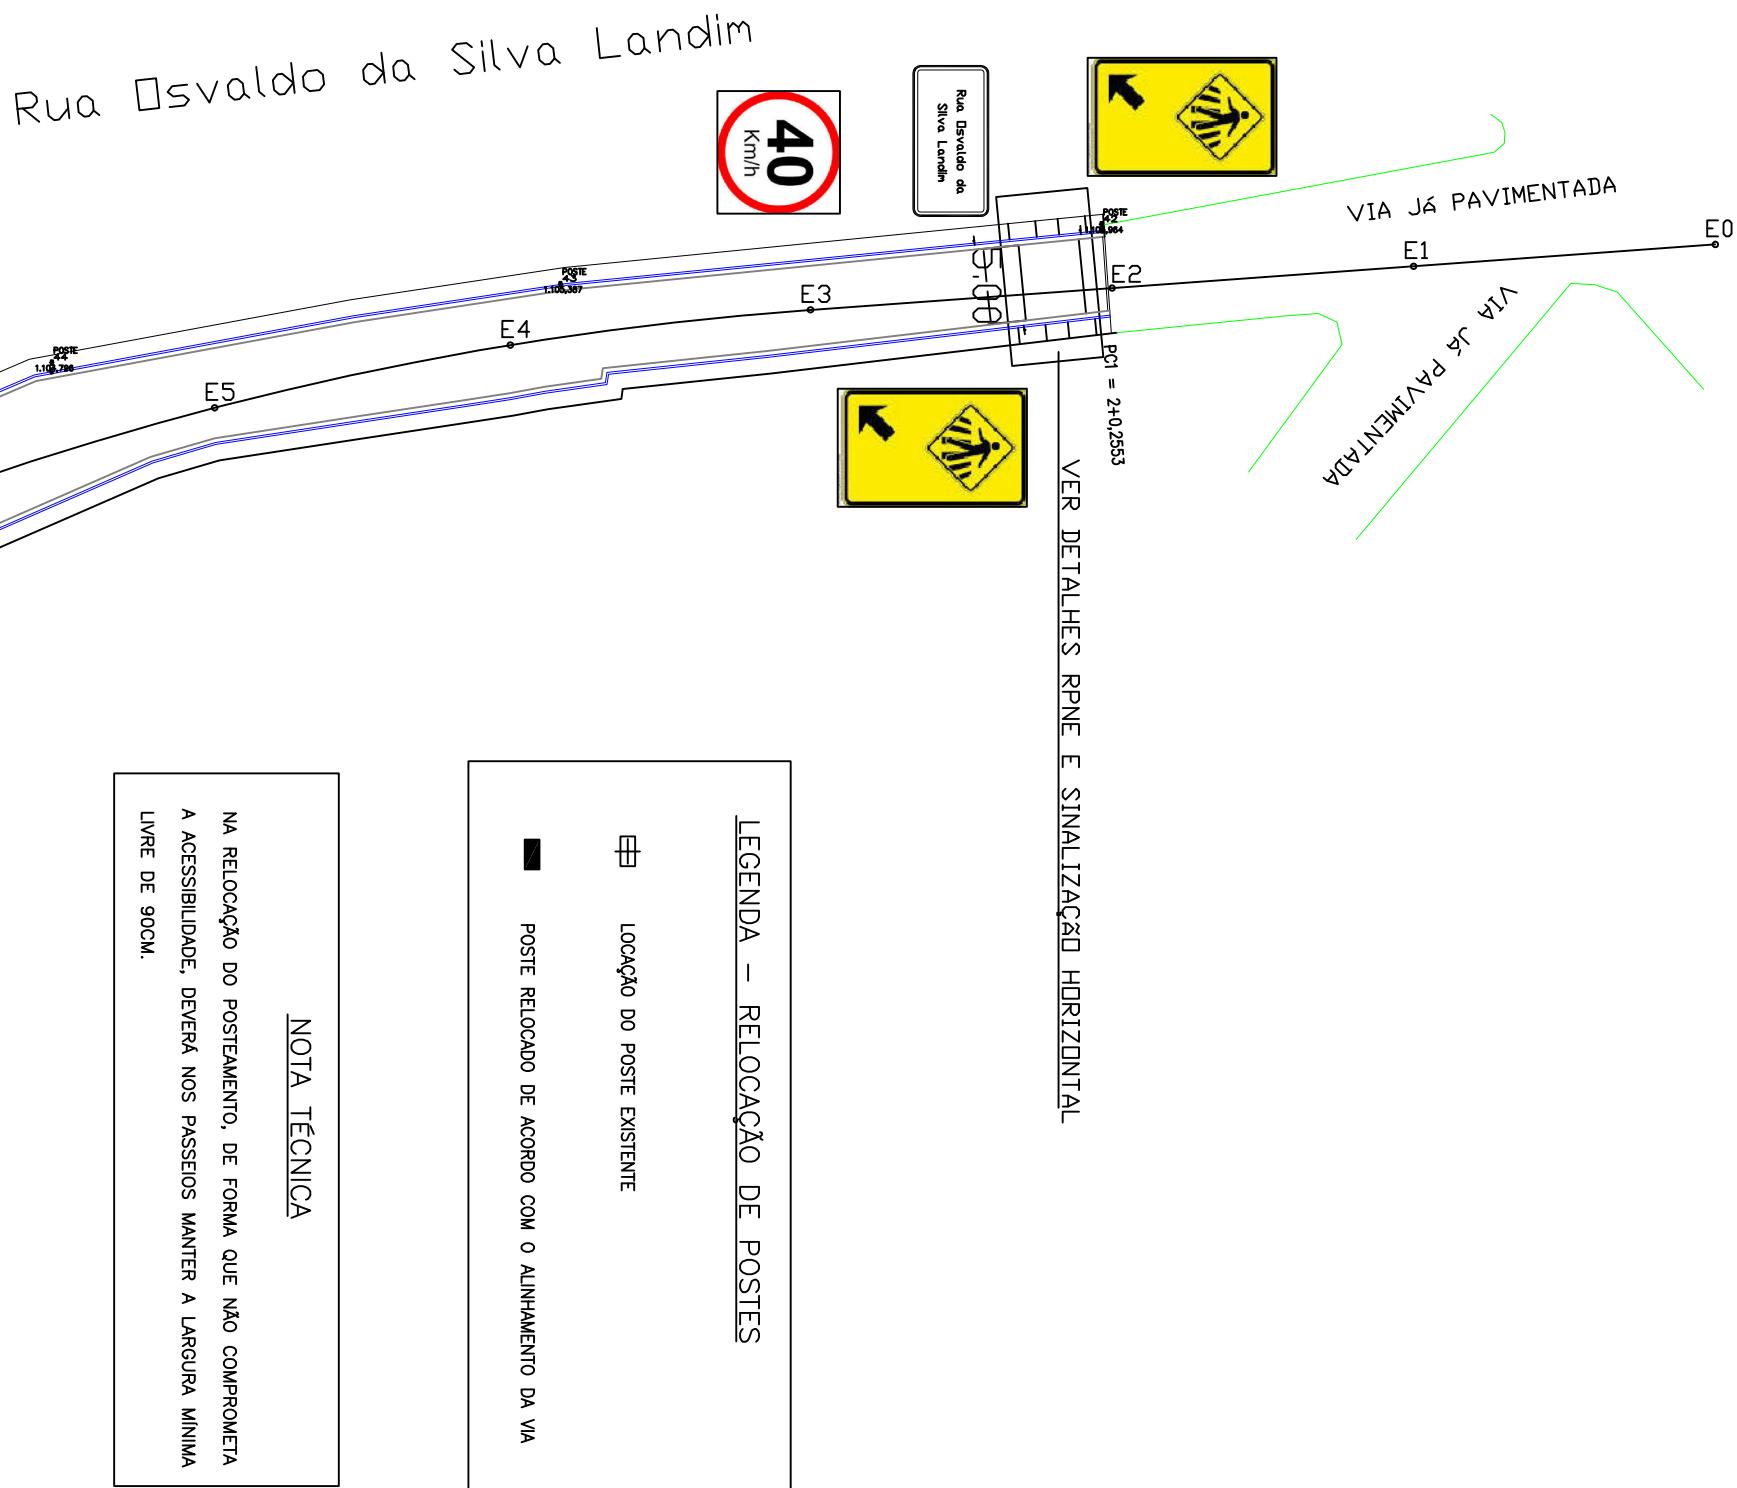 Rua Osvaldo da Silva Landim
40
Km/h
Rua Osvaldo da
Silva Landim
VIA Já PAVIMENTADA
VIA Já PAVIMENTADA
E0
E1
E2
E3
E4
E5
POSTE
42
POSTE
43
POSTE
44
5,00
PC1 = 2+0,2553
VER DETALHES RPNE E SINALIZAÇÃO HORIZONTAL
LEGENDA - RELOCAÇÃO DE POSTES
LOCAÇÃO DO POSTE EXISTENTE
POSTE RELOCADO DE ACORDO COM O ALINHAMENTO DA VIA
NOTA TÉCNICA
NA RELOCAÇÃO DO POSTEAMENTO, DE FORMA QUE NÃO COMPROMETA
A ACESSIBILIDADE, DEVERÁ NOS PASSEIOS MANTER A LARGURA MÍNIMA
LIVRE DE 90CM.